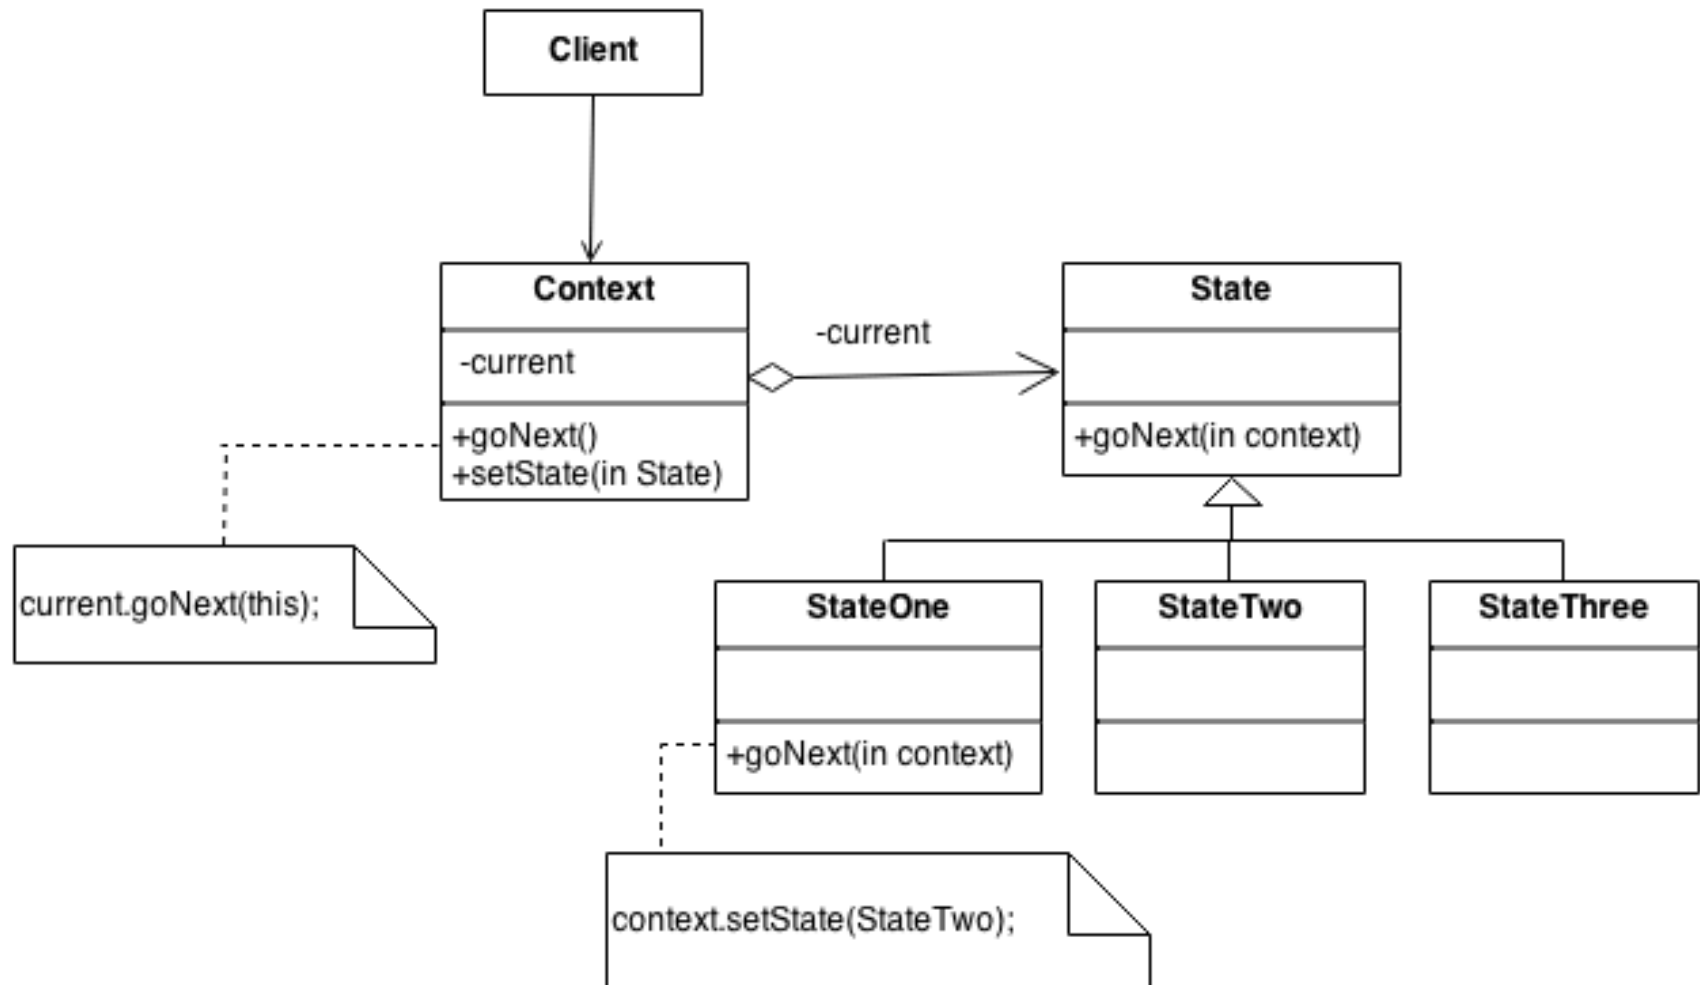 Client
Context
-current
+goNext()
+setState(in State)
-current
State
+goNext(in context)
current.goNext(this);
StateOne
+goNext(in context)
StateTwo
StateThree
context.setState(StateTwo);